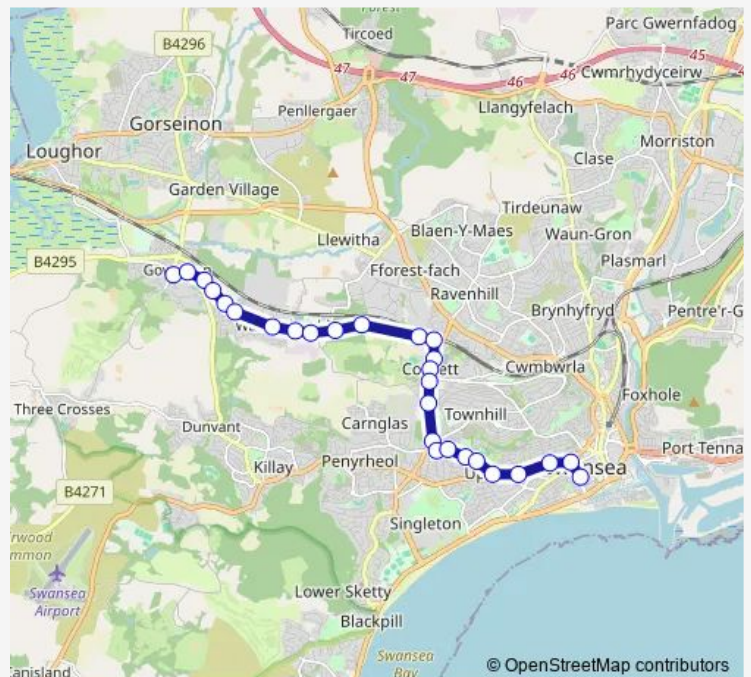 Tircoed
Parc Gwernfadog
B4296
47
47
46
46
45
Cwmrhydyceirw
Penllergaer
Llangyfelach
Gorseinon
Morriston
Loughor
Clase
Garden Village
Tirdeunaw
Blaen-Y-Maes
Waun-Gron
Llewitha
Plasmarl
B4295
Fforest-fach
Ravenhill
Brynhyfryd
Pentre'r-G
Cwmbwrla
Foxhole
Three Crosses
Dunvant
Carnglas
Townhill
Port Tenna
Killay
Penyrheol
B4271
Singleton
Swansea
Airport
Lower Sketty
Blackpill
Swansea
Bay
© OpenStreetMap contributors